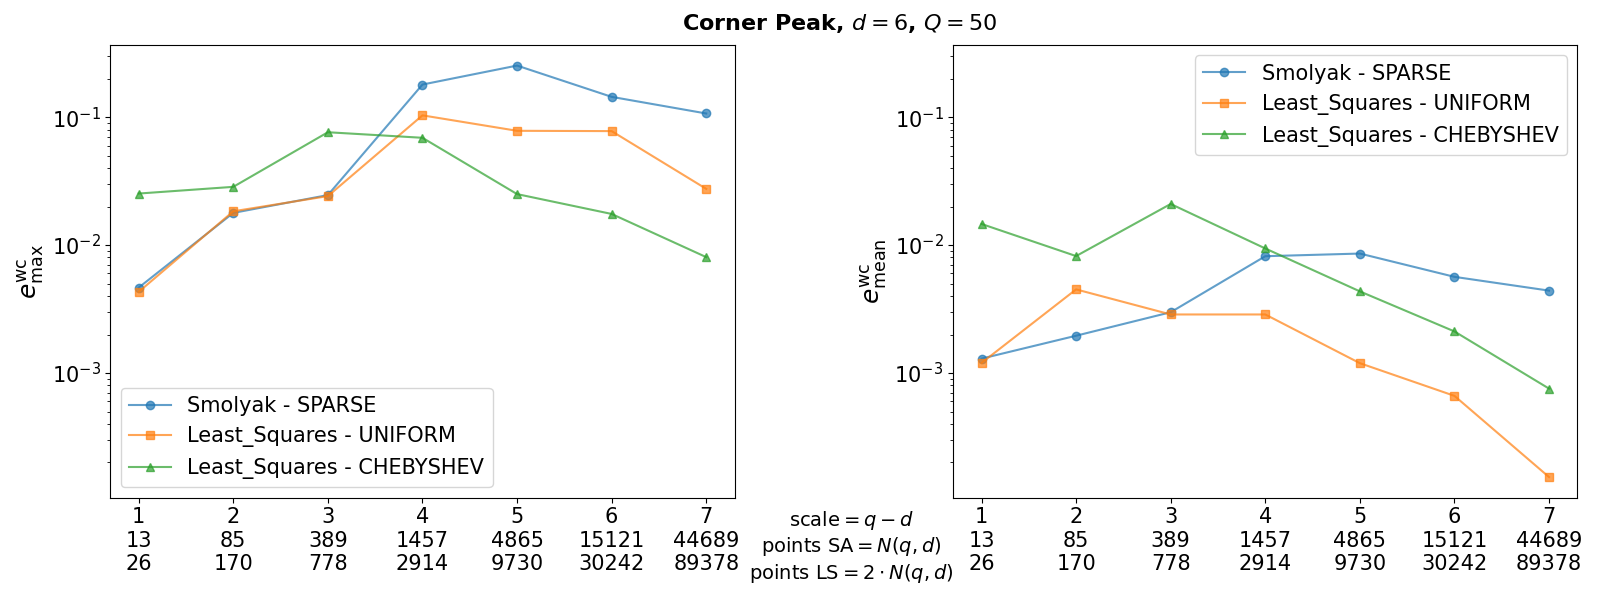 Corner Peak, d = 6, Q = 50
e_max^wc
10^-1
10^-2
10^-3
Smolyak - SPARSE
Least_Squares - UNIFORM
Least_Squares - CHEBYSHEV
1 2 3 4 5 6 7
13 85 389 1457 4865 15121 44689
26 170 778 2914 9730 30242 89378
scale = q − d
points SA = N(q, d)
points LS = 2 · N(q, d)
e_mean^wc
10^-1
10^-2
10^-3
Smolyak - SPARSE
Least_Squares - UNIFORM
Least_Squares - CHEBYSHEV
1 2 3 4 5 6 7
13 85 389 1457 4865 15121 44689
26 170 778 2914 9730 30242 89378